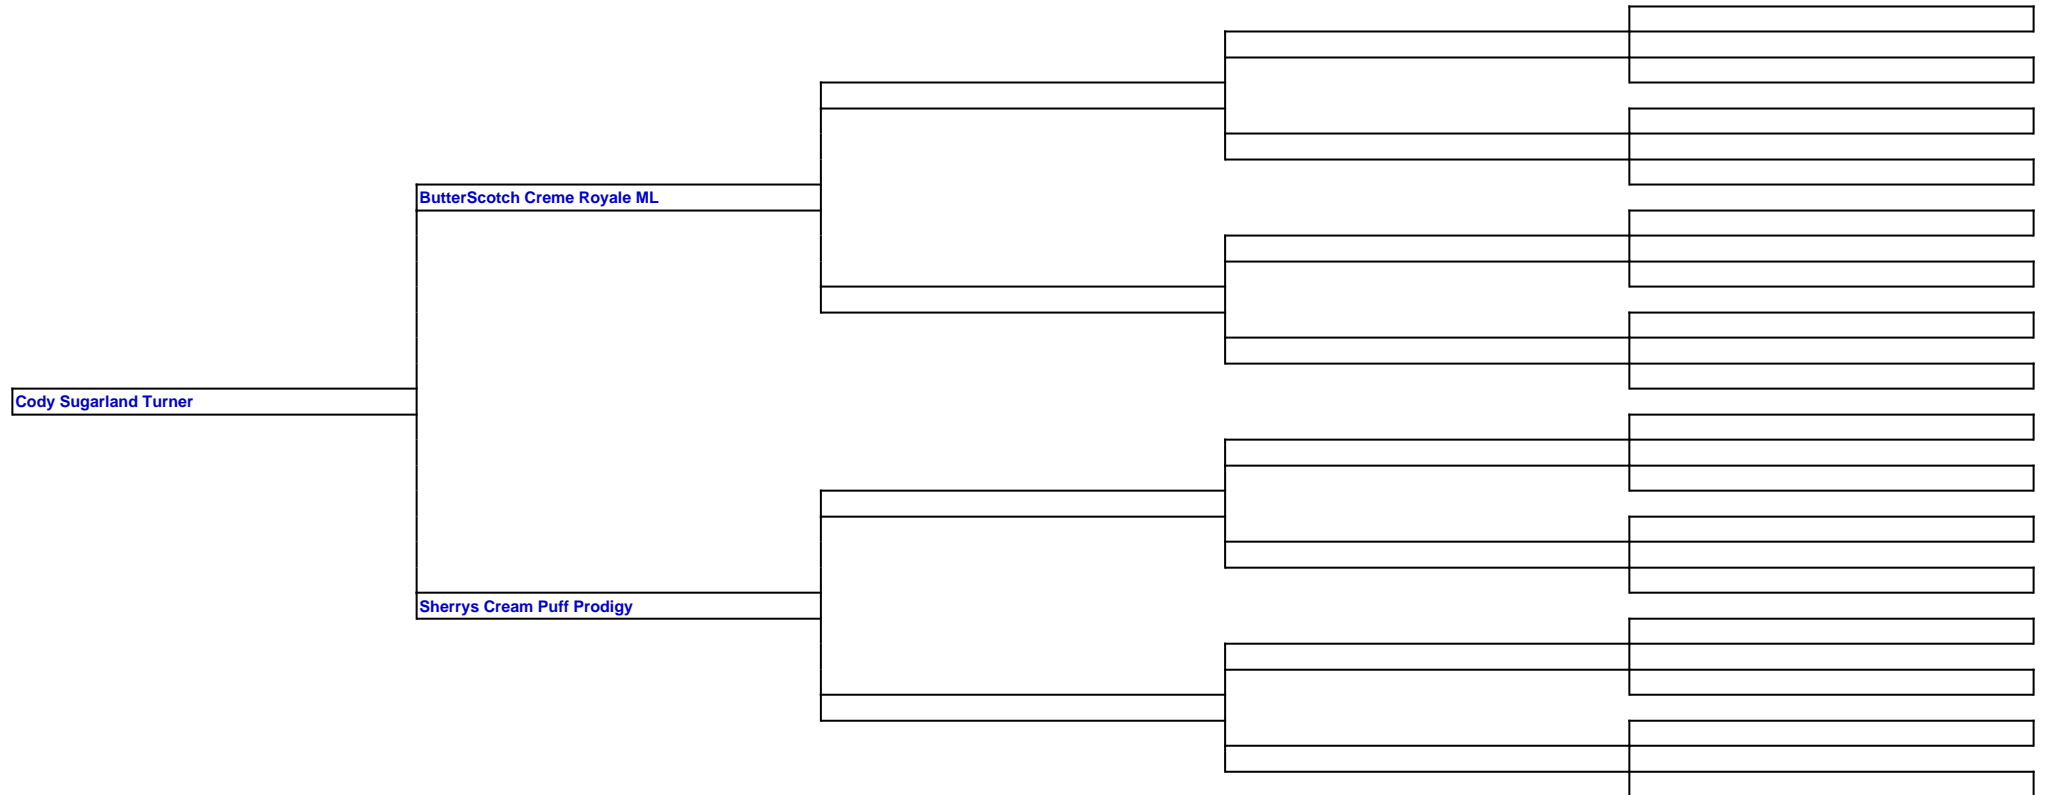 ButterScotch Creme Royale ML
Cody Sugarland Turner
Sherrys Cream Puff Prodigy